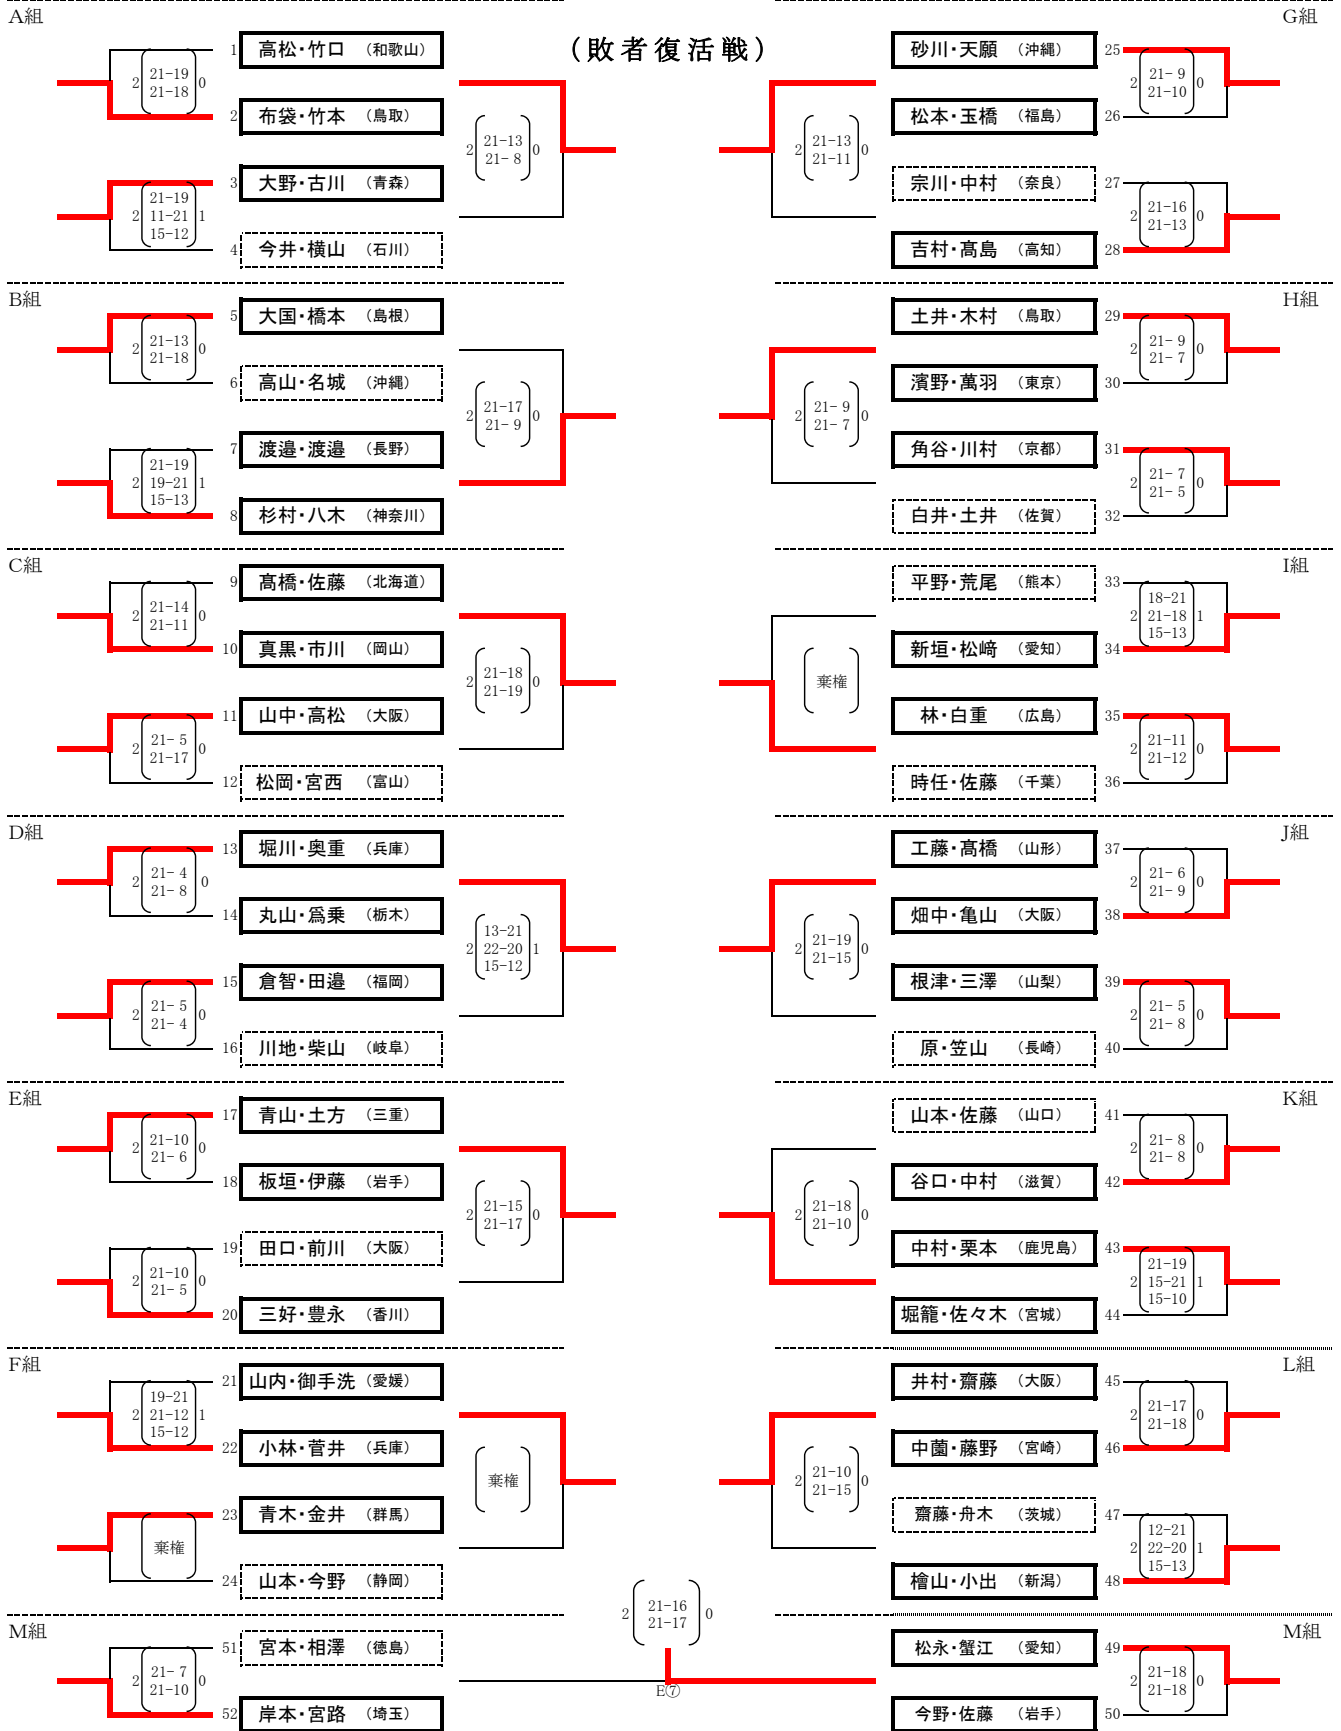 (敗者復活戦)
A組
1 高松・竹口 (和歌山)
2 21-19 0
21-18
2 布袋・竹本 (鳥取)
2 21-13 0
21- 8
3 大野・古川 (青森)
21-19
2 11-21 1
15-12
4 今井・横山 (石川)
B組
5 大国・橋本 (島根)
2 21-13 0
21-18
6 高山・名城 (沖縄)
2 21-17 0
21- 9
7 渡邉・渡邉 (長野)
21-19
2 19-21 1
15-13
8 杉村・八木 (神奈川)
C組
9 髙橋・佐藤 (北海道)
2 21-14 0
21-11
10 真黒・市川 (岡山)
2 21-18 0
21-19
11 山中・高松 (大阪)
2 21- 5 0
21-17
12 松岡・宮西 (富山)
D組
13 堀川・奥重 (兵庫)
2 21- 4 0
21- 8
14 丸山・爲乗 (栃木)
13-21
2 22-20 1
15-12
15 倉智・田邉 (福岡)
2 21- 5 0
21- 4
16 川地・柴山 (岐阜)
E組
17 青山・土方 (三重)
2 21-10 0
21- 6
18 板垣・伊藤 (岩手)
2 21-15 0
21-17
19 田口・前川 (大阪)
2 21-10 0
21- 5
20 三好・豊永 (香川)
F組
21 山内・御手洗 (愛媛)
19-21
2 21-12 1
15-12
22 小林・菅井 (兵庫)
棄権
23 青木・金井 (群馬)
棄権
24 山本・今野 (静岡)
M組
51 宮本・相澤 (徳島)
2 21- 7 0
21-10
52 岸本・宮路 (埼玉)
2 21-16 0
21-17
E⑦
G組
砂川・天願 (沖縄) 25
2 21- 9 0
21-10
松本・玉橋 (福島) 26
2 21-13 0
21-11
宗川・中村 (奈良) 27
2 21-16 0
21-13
吉村・髙島 (高知) 28
H組
土井・木村 (鳥取) 29
2 21- 9 0
21- 7
濱野・萬羽 (東京) 30
2 21- 9 0
21- 7
角谷・川村 (京都) 31
2 21- 7 0
21- 5
白井・土井 (佐賀) 32
I組
平野・荒尾 (熊本) 33
18-21
2 21-18 1
15-13
新垣・松﨑 (愛知) 34
棄権
林・白重 (広島) 35
2 21-11 0
21-12
時任・佐藤 (千葉) 36
J組
工藤・髙橋 (山形) 37
2 21- 6 0
21- 9
畑中・亀山 (大阪) 38
2 21-19 0
21-15
根津・三澤 (山梨) 39
2 21- 5 0
21- 8
原・笠山 (長崎) 40
K組
山本・佐藤 (山口) 41
2 21- 8 0
21- 8
谷口・中村 (滋賀) 42
2 21-18 0
21-10
中村・栗本 (鹿児島) 43
21-19
2 15-21 1
15-10
堀籠・佐々木 (宮城) 44
L組
井村・齋藤 (大阪) 45
2 21-17 0
21-18
中薗・藤野 (宮崎) 46
2 21-10 0
21-15
齋藤・舟木 (茨城) 47
12-21
2 22-20 1
15-13
檜山・小出 (新潟) 48
M組
松永・蟹江 (愛知) 49
2 21-18 0
21-18
今野・佐藤 (岩手) 50